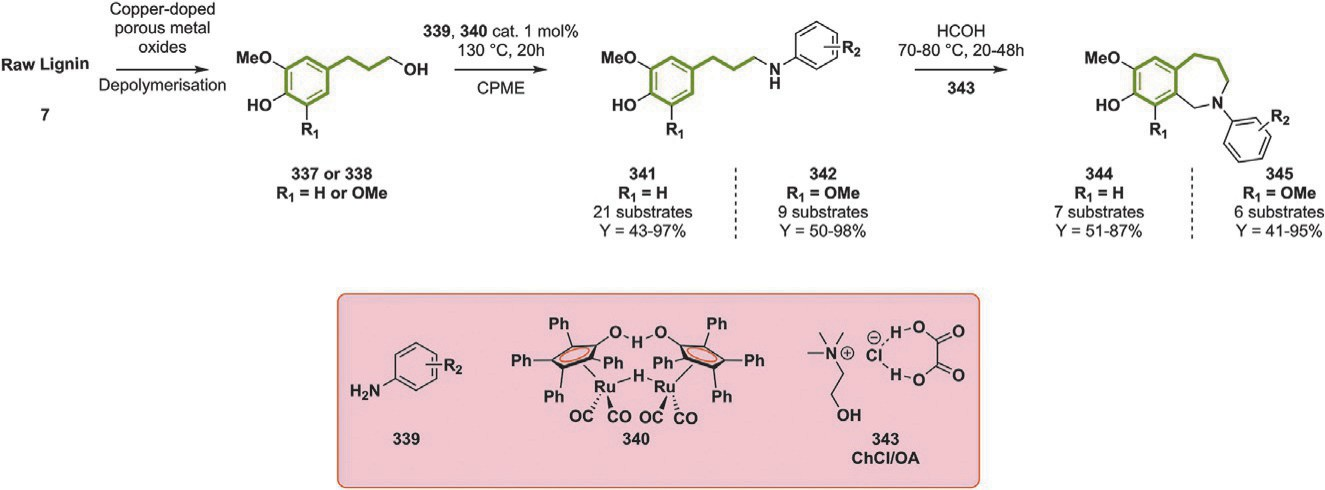 Raw Lignin
7
Copper-doped
porous metal
oxides
Depolymerisation
MeO
HO
R1
OH
337 or 338
R1 = H or OMe
339, 340 cat. 1 mol%
130 °C, 20h
CPME
MeO
HO
R1
N
H
R2
341
R1 = H
21 substrates
Y = 43-97%
342
R1 = OMe
9 substrates
Y = 50-98%
HCOH
70-80 °C, 20-48h
343
MeO
HO
R1
N
R2
344
R1 = H
7 substrates
Y = 51-87%
345
R1 = OMe
6 substrates
Y = 41-95%
H2N
R2
339
Ph
O
H
O
Ph
Ph
Ph
Ph
Ph
Ph
Ph
Ru
H
Ru
OC
CO
OC
CO
340
N
+
OH
−
Cl
H
O
O
H
O
O
343
ChCl/OA